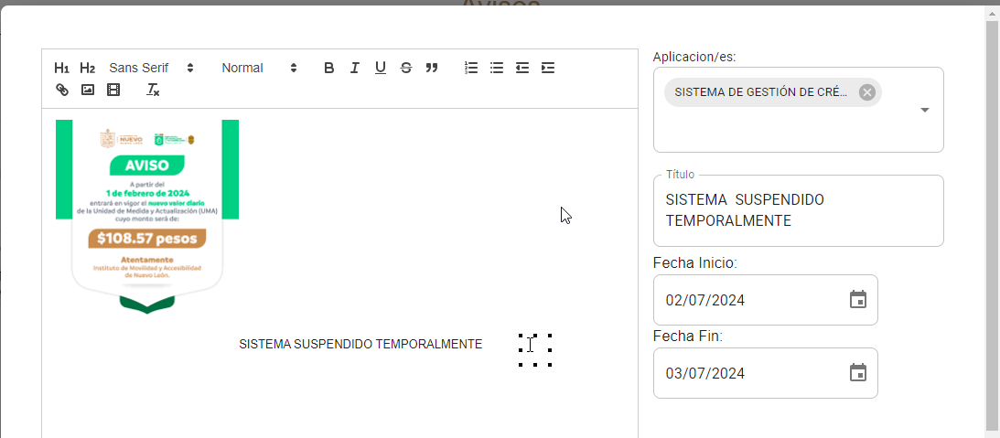 Avisos
H1 H2 Sans Serif Normal B I U S
Aplicacion/es:
SISTEMA DE GESTIÓN DE CRÉ...
NUEVO
AVISO
A partir del
1 de febrero de 2024
entrará en vigor el nuevo valor diario
de la Unidad de Medida y Actualización (UMA)
cuyo monto será de:
$108.57 pesos
Atentamente
Instituto de Movilidad y Accesibilidad
de Nuevo León.
SISTEMA SUSPENDIDO TEMPORALMENTE
Título
SISTEMA SUSPENDIDO
TEMPORALMENTE
Fecha Inicio:
02/07/2024
Fecha Fin:
03/07/2024